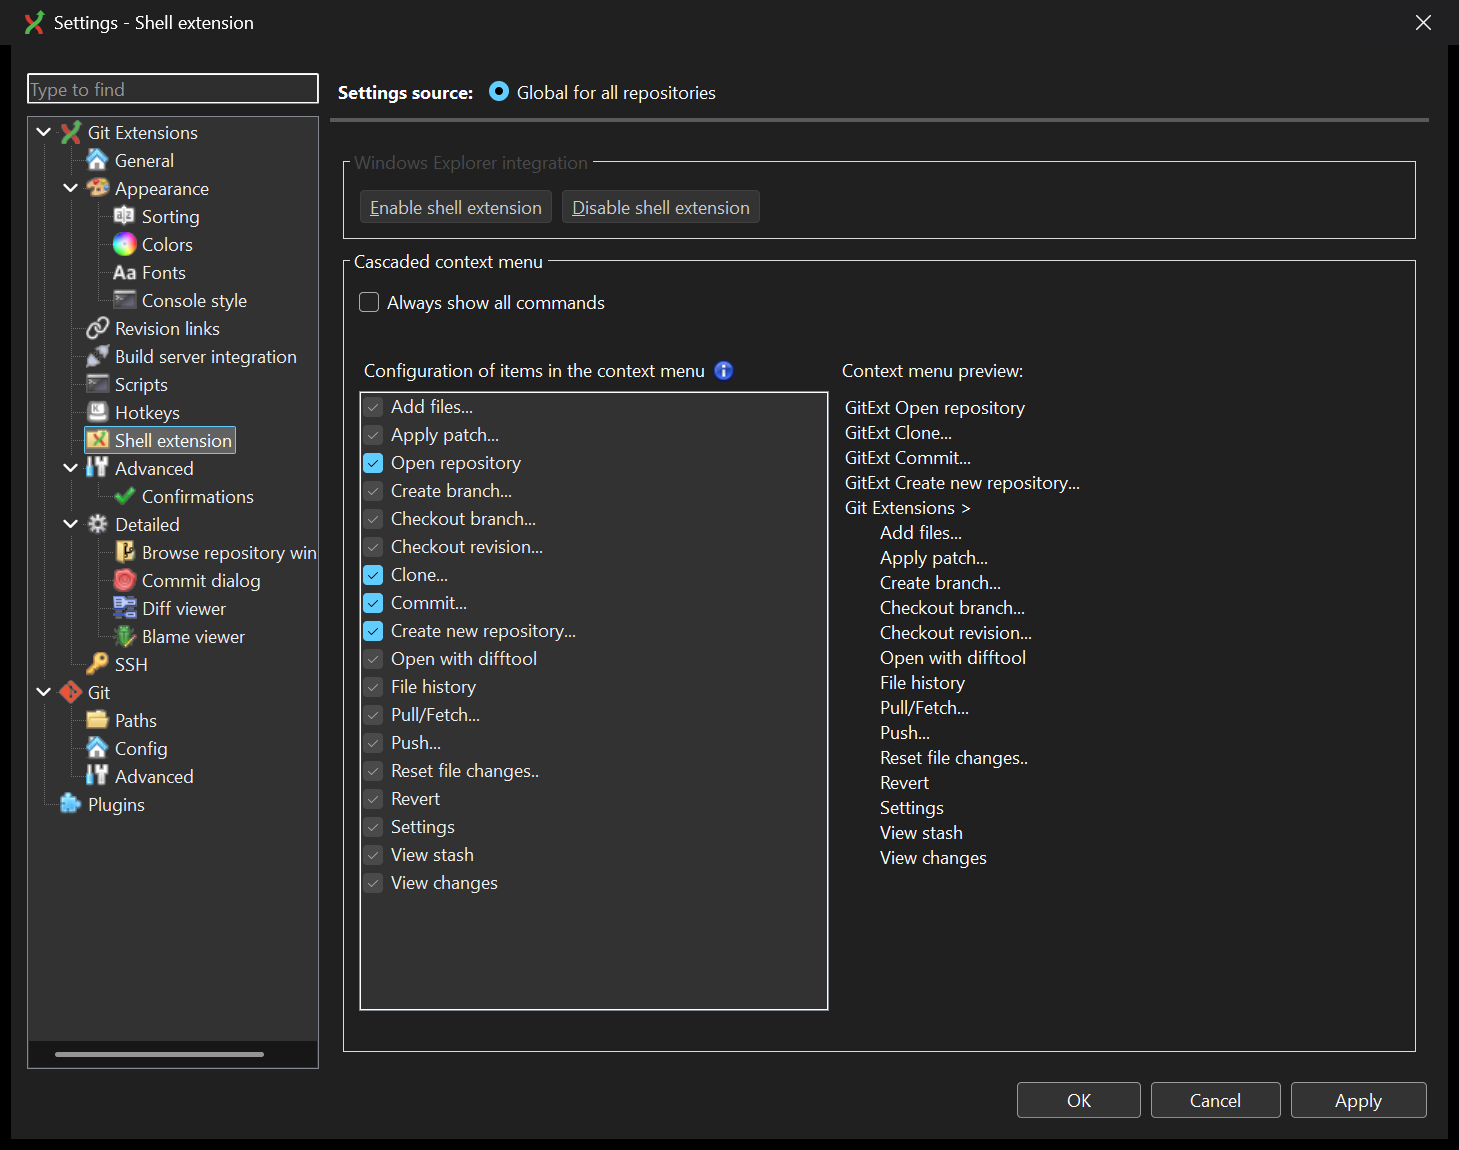 Settings - Shell extension
Type to find
Git Extensions
General
Appearance
Sorting
Colors
Aa Fonts
Console style
Revision links
Build server integration
Scripts
Hotkeys
Shell extension
Advanced
Confirmations
Detailed
Browse repository win
Commit dialog
Diff viewer
Blame viewer
SSH
Git
Paths
Config
Advanced
Plugins
Settings source: Global for all repositories
Windows Explorer integration
Enable shell extension Disable shell extension
Cascaded context menu
Always show all commands
Configuration of items in the context menu
Add files...
Apply patch...
Open repository
Create branch...
Checkout branch...
Checkout revision...
Clone...
Commit...
Create new repository...
Open with difftool
File history
Pull/Fetch...
Push...
Reset file changes..
Revert
Settings
View stash
View changes
Context menu preview:
GitExt Open repository
GitExt Clone...
GitExt Commit...
GitExt Create new repository...
Git Extensions >
Add files...
Apply patch...
Create branch...
Checkout branch...
Checkout revision...
Open with difftool
File history
Pull/Fetch...
Push...
Reset file changes..
Revert
Settings
View stash
View changes
OK Cancel Apply